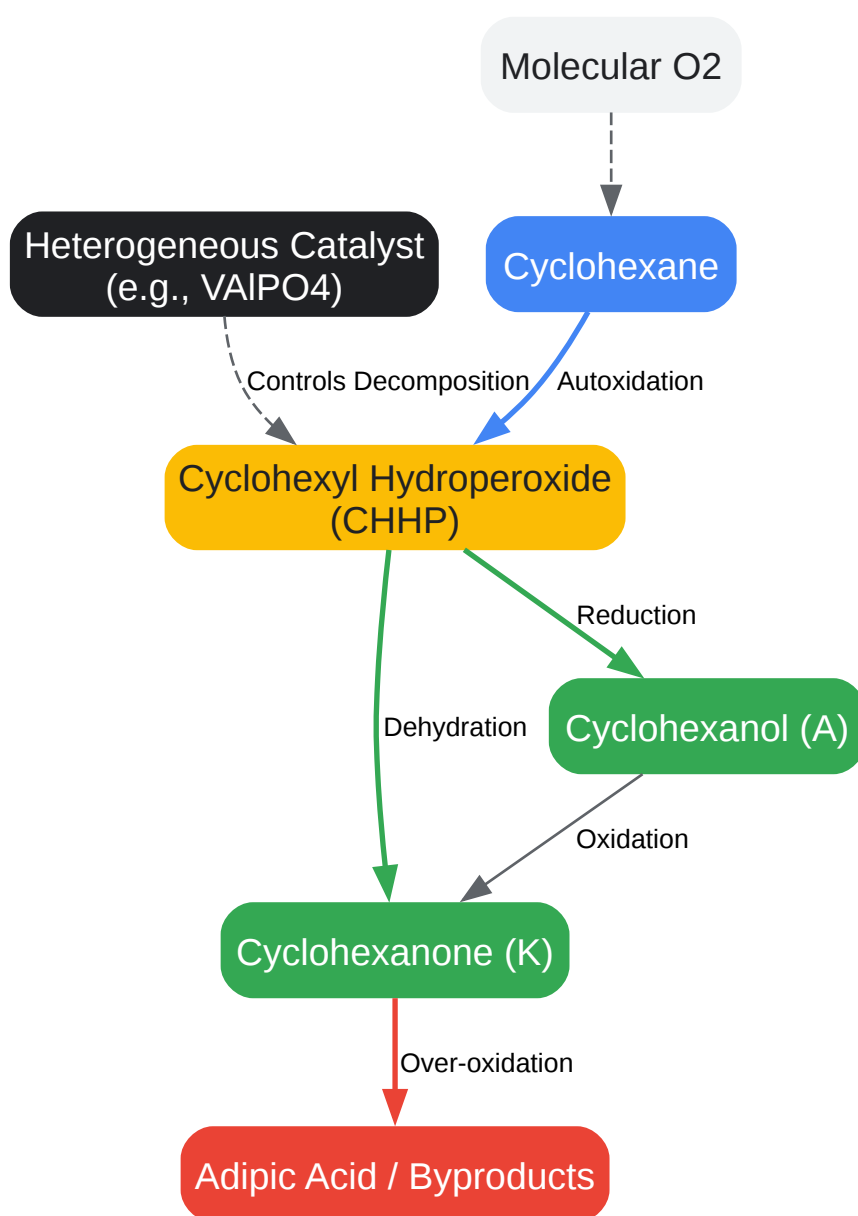 Molecular O2
Heterogeneous Catalyst
(e.g., VAlPO4)
Cyclohexane
Controls Decomposition
Autoxidation
Cyclohexyl Hydroperoxide
(CHHP)
Reduction
Dehydration
Cyclohexanol (A)
Oxidation
Cyclohexanone (K)
Over-oxidation
Adipic Acid / Byproducts